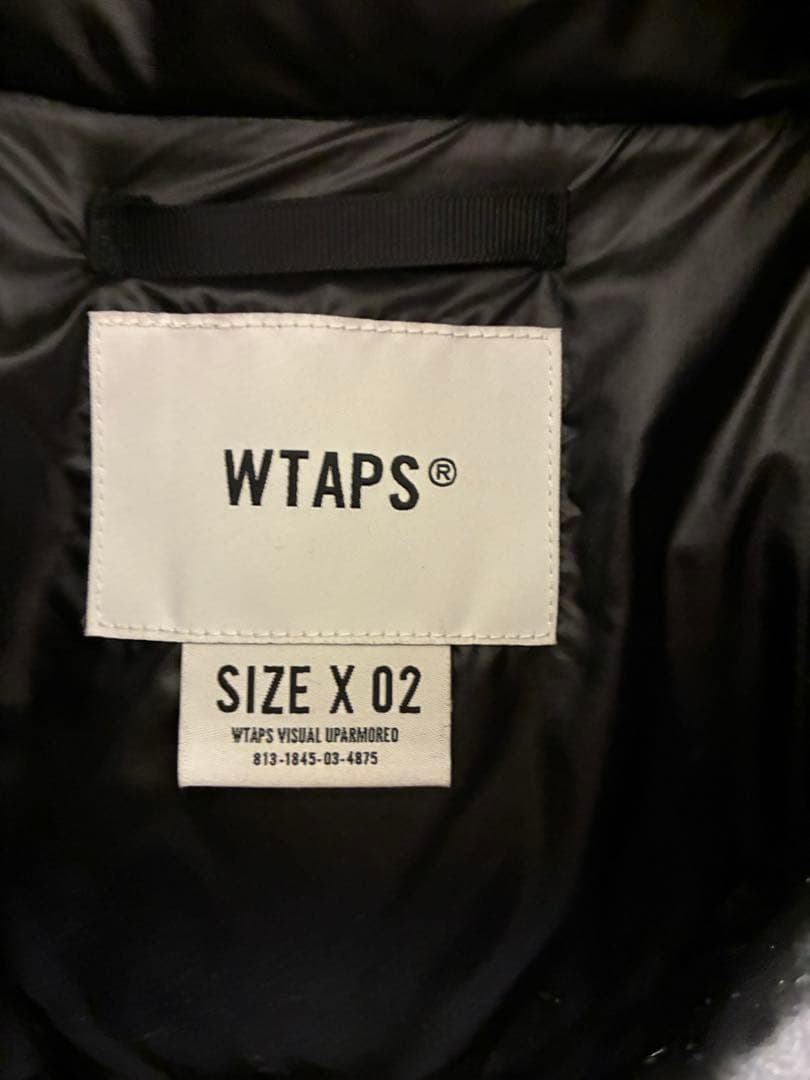 WTAPS®
SIZE X 02
WTAPS VISUAL UPARMORED
813-1845-03-4875